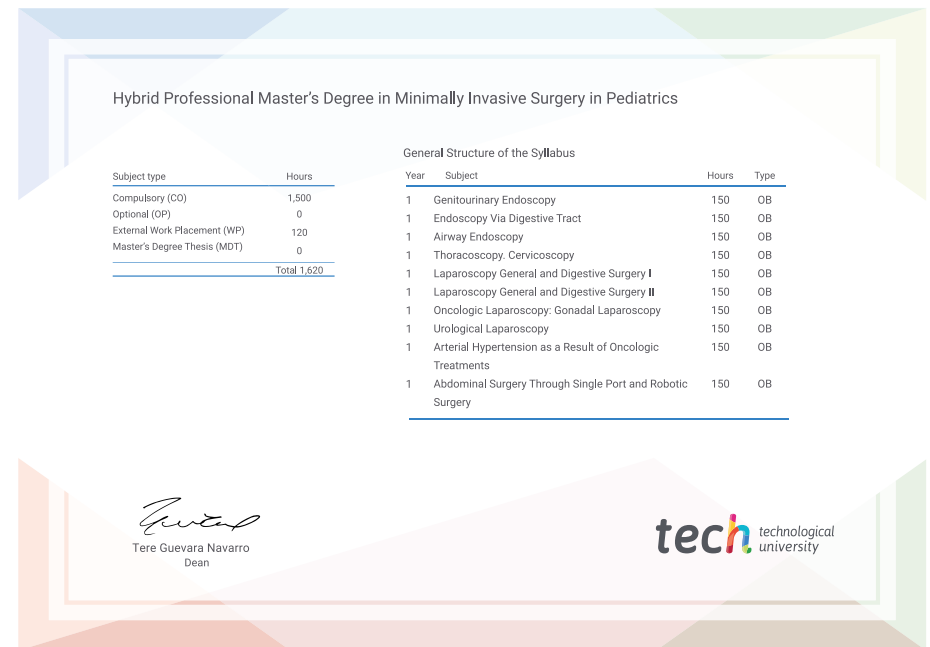 Hybrid Professional Master's Degree in Minimally Invasive Surgery in Pediatrics
Subject type Hours
Compulsory (CO) 1,500
Optional (OP) 0
External Work Placement (WP) 120
Master's Degree Thesis (MDT) 0
Total 1,620
General Structure of the Syllabus
Year Subject Hours Type
1 Genitourinary Endoscopy 150 OB
1 Endoscopy Via Digestive Tract 150 OB
1 Airway Endoscopy 150 OB
1 Thoracoscopy. Cervicoscopy 150 OB
1 Laparoscopy General and Digestive Surgery I 150 OB
1 Laparoscopy General and Digestive Surgery II 150 OB
1 Oncologic Laparoscopy: Gonadal Laparoscopy 150 OB
1 Urological Laparoscopy 150 OB
1 Arterial Hypertension as a Result of Oncologic 150 OB
Treatments
1 Abdominal Surgery Through Single Port and Robotic 150 OB
Surgery
Tere Guevara Navarro
Dean
tech technological
university